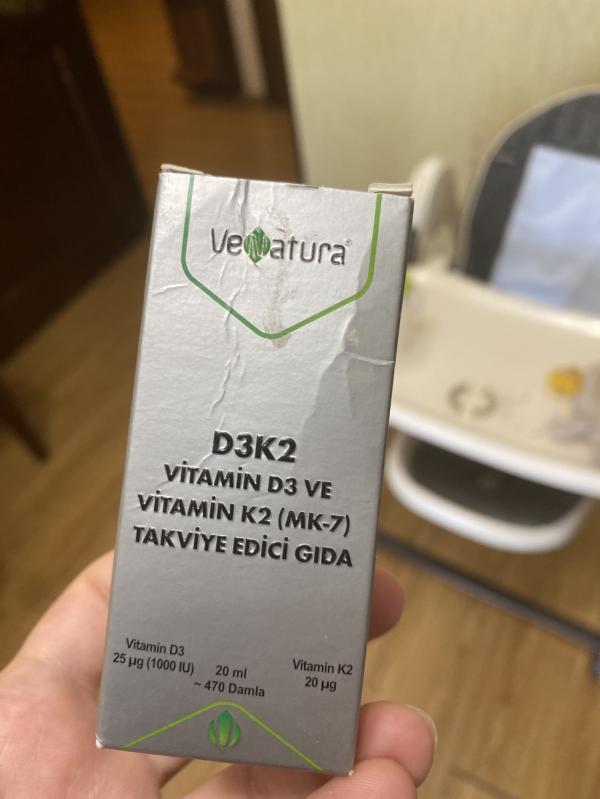 VeNatura®
D3K2
VİTAMİN D3 VE
VİTAMİN K2 (MK-7)
TAKVİYE EDİCİ GIDA
Vitamin D3
25 µg (1000 IU)
20 ml
~ 470 Damla
Vitamin K2
20 µg